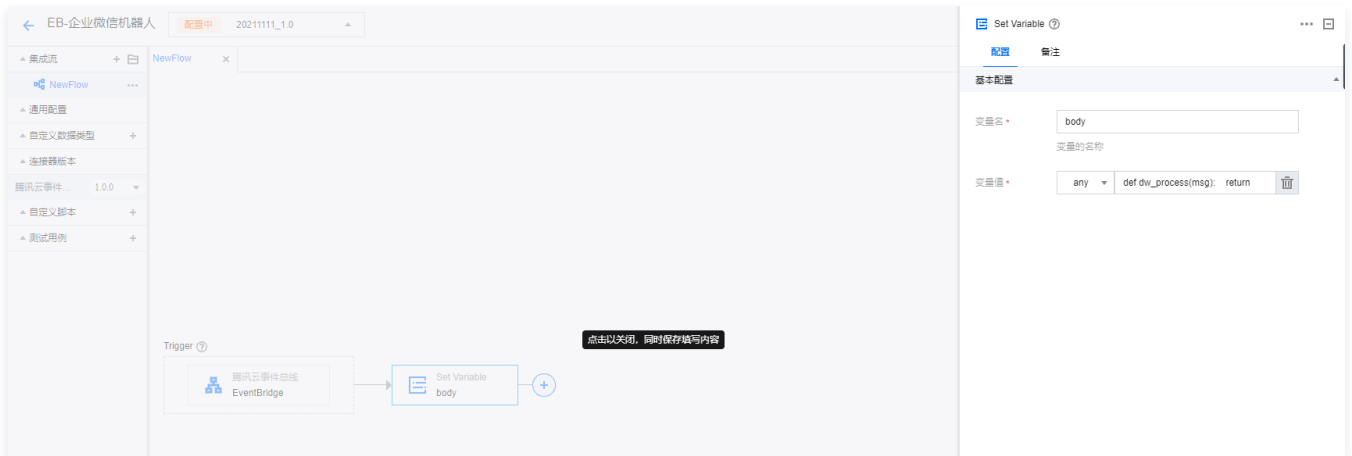 EB-企业微信机器人 配置中 20211111_1.0
集成流
NewFlow
通用配置
自定义数据类型
连接器版本
腾讯云事件... 1.0.0
自定义脚本
测试用例
NewFlow
Trigger
腾讯云事件总线
EventBridge
Set Variable
body
点击以关闭，同时保存填写内容
Set Variable
配置 备注
基本配置
变量名 * body
变量的名称
变量值 * any def dw_process(msg): return